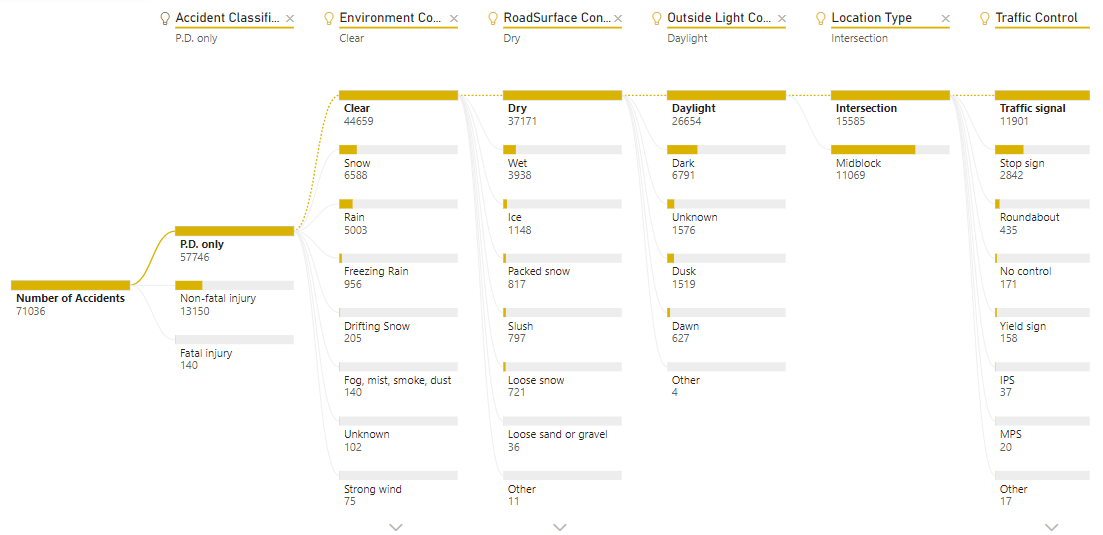 Accident Classifi...
P.D. only
Environment Co...
Clear
RoadSurface Con...
Dry
Outside Light Co...
Daylight
Location Type
Intersection
Traffic Control
Number of Accidents
71036
P.D. only
57746
Non-fatal injury
13150
Fatal injury
140
Clear
44659
Snow
6588
Rain
5003
Freezing Rain
956
Drifting Snow
205
Fog, mist, smoke, dust
140
Unknown
102
Strong wind
75
Dry
37171
Wet
3938
Ice
1148
Packed snow
817
Slush
797
Loose snow
721
Loose sand or gravel
36
Other
11
Daylight
26654
Dark
6791
Unknown
1576
Dusk
1519
Dawn
627
Other
4
Intersection
15585
Midblock
11069
Traffic signal
11901
Stop sign
2842
Roundabout
435
No control
171
Yield sign
158
IPS
37
MPS
20
Other
17